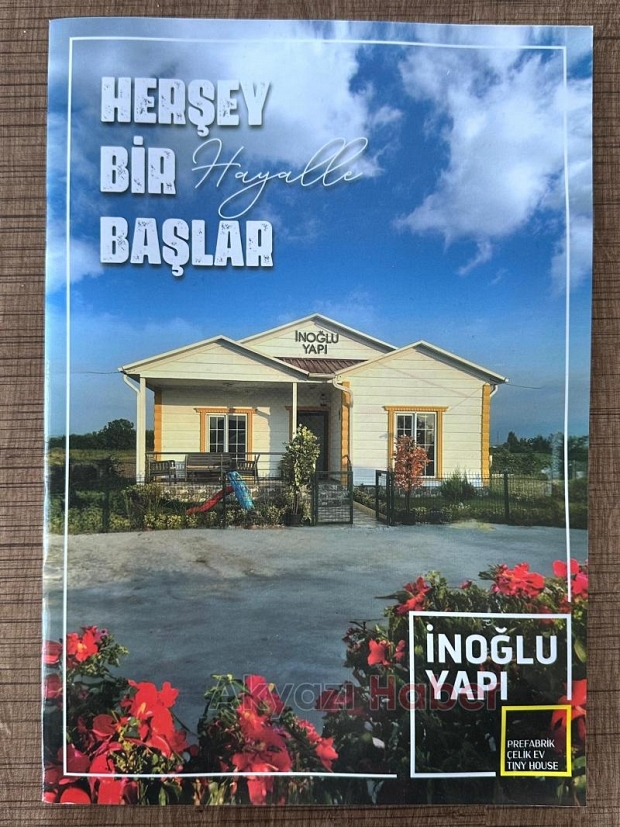 HERŞEY
BİR Hayalle
BAŞLAR
İNOĞLU
YAPI
Akyazı Haber
İNOĞLU
YAPI
PREFABRİK
ÇELİK EV
TINY HOUSE